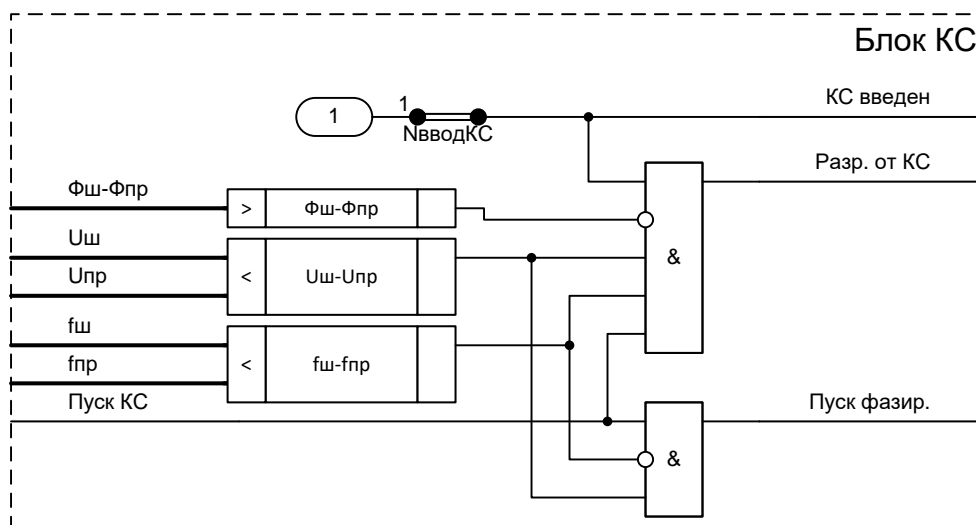 Блок КС
КС введен
1
1
NвводКС
Разр. от КС
Фш-Фпр
> Фш-Фпр
Uш
Uпр
< Uш-Uпр
&
fш
fпр
< fш-fпр
Пуск КС
Пуск фазир.
&